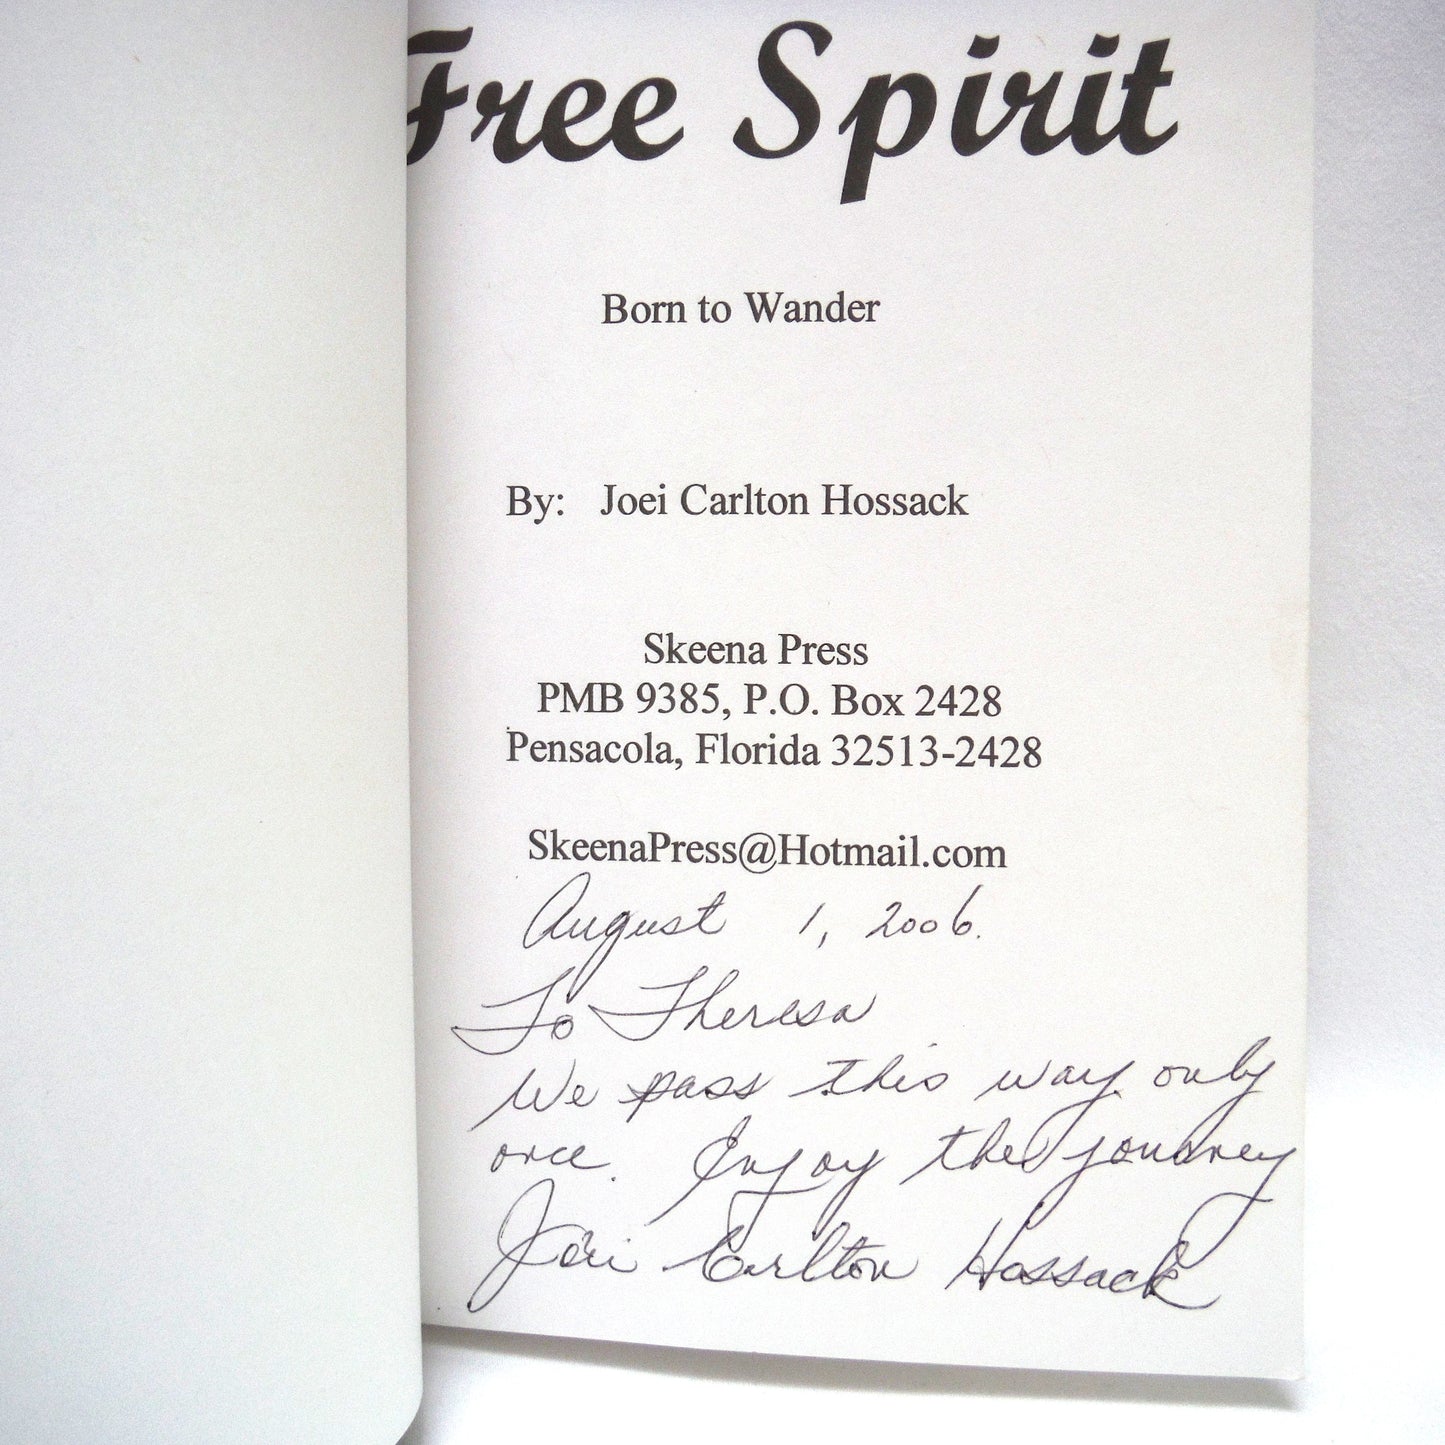 Free Spirit
Born to Wander
By: Joei Carlton Hossack
Skeena Press
PMB 9385, P.O. Box 2428
Pensacola, Florida 32513-2428
SkeenaPress@Hotmail.com
August 1, 2006.
To Theresa
We pass this way only
once. Enjoy the journey
Joei Carlton Hossack